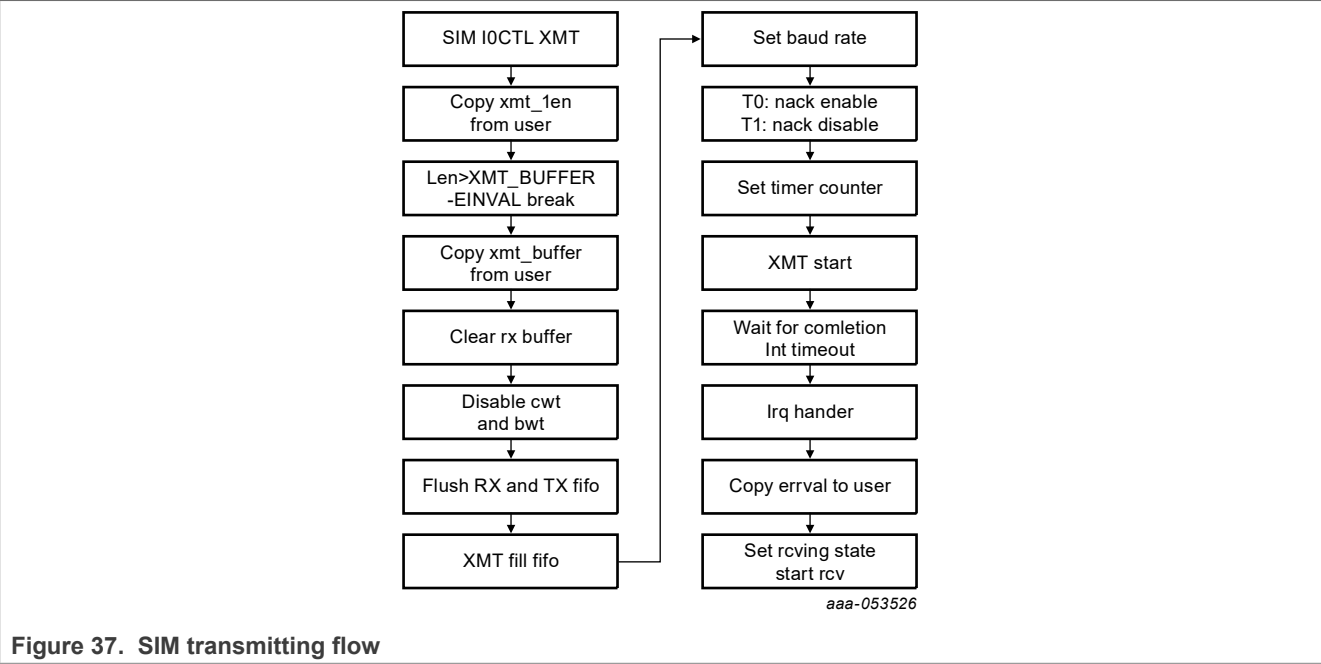 SIM I0CTL XMT
Copy xmt_1en
from user
Len>XMT_BUFFER
-EINVAL break
Copy xmt_buffer
from user
Clear rx buffer
Disable cwt
and bwt
Flush RX and TX fifo
XMT fill fifo
Set baud rate
T0: nack enable
T1: nack disable
Set timer counter
XMT start
Wait for comletion
Int timeout
Irq hander
Copy errval to user
Set rcving state
start rcv
aaa-053526
Figure 37. SIM transmitting flow